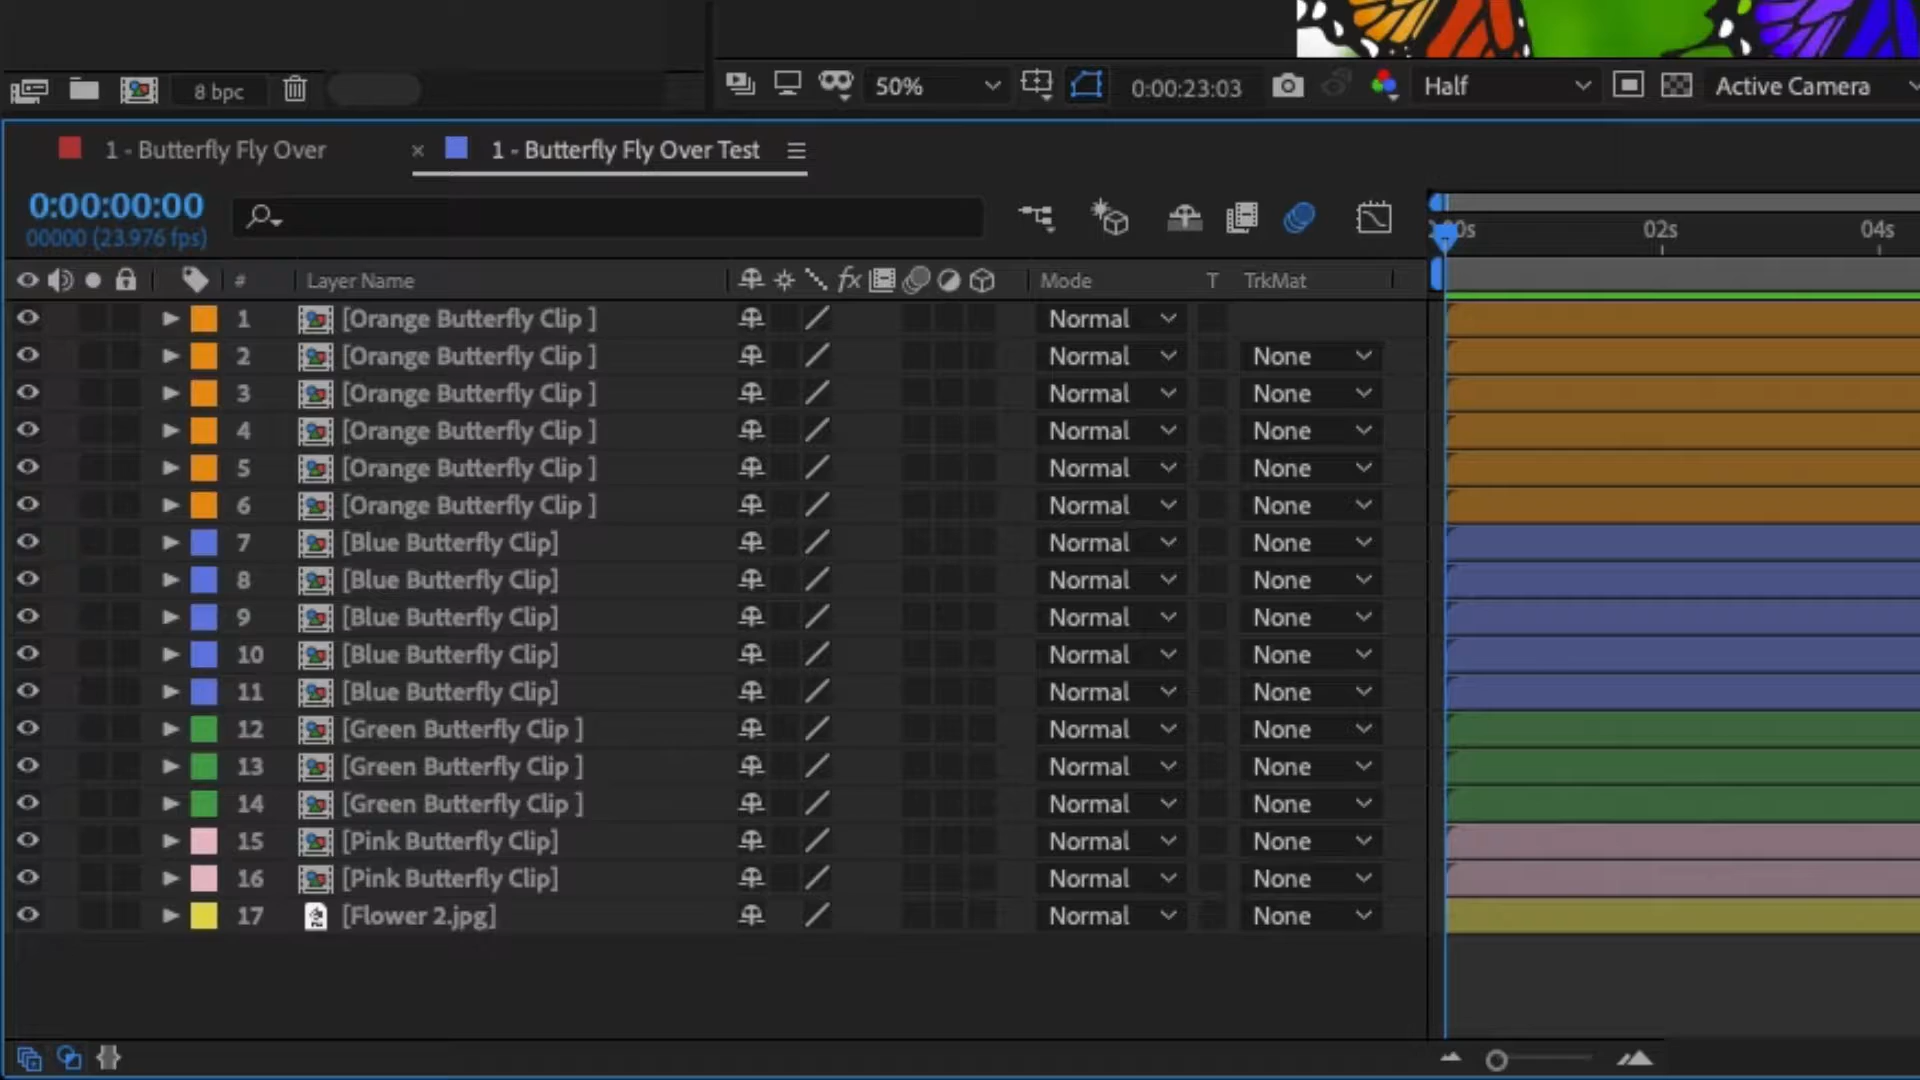 8 bpc 50% 0:00:23:03 Half Active Camera
1 - Butterfly Fly Over × 1 - Butterfly Fly Over Test
0:00:00:00
00000 (23.976 fps)
02s 04s
# Layer Name fx Mode T TrkMat
1 [Orange Butterfly Clip ] Normal
2 [Orange Butterfly Clip ] Normal None
3 [Orange Butterfly Clip ] Normal None
4 [Orange Butterfly Clip ] Normal None
5 [Orange Butterfly Clip ] Normal None
6 [Orange Butterfly Clip ] Normal None
7 [Blue Butterfly Clip] Normal None
8 [Blue Butterfly Clip] Normal None
9 [Blue Butterfly Clip] Normal None
10 [Blue Butterfly Clip] Normal None
11 [Blue Butterfly Clip] Normal None
12 [Green Butterfly Clip ] Normal None
13 [Green Butterfly Clip ] Normal None
14 [Green Butterfly Clip ] Normal None
15 [Pink Butterfly Clip] Normal None
16 [Pink Butterfly Clip] Normal None
17 [Flower 2.jpg] Normal None